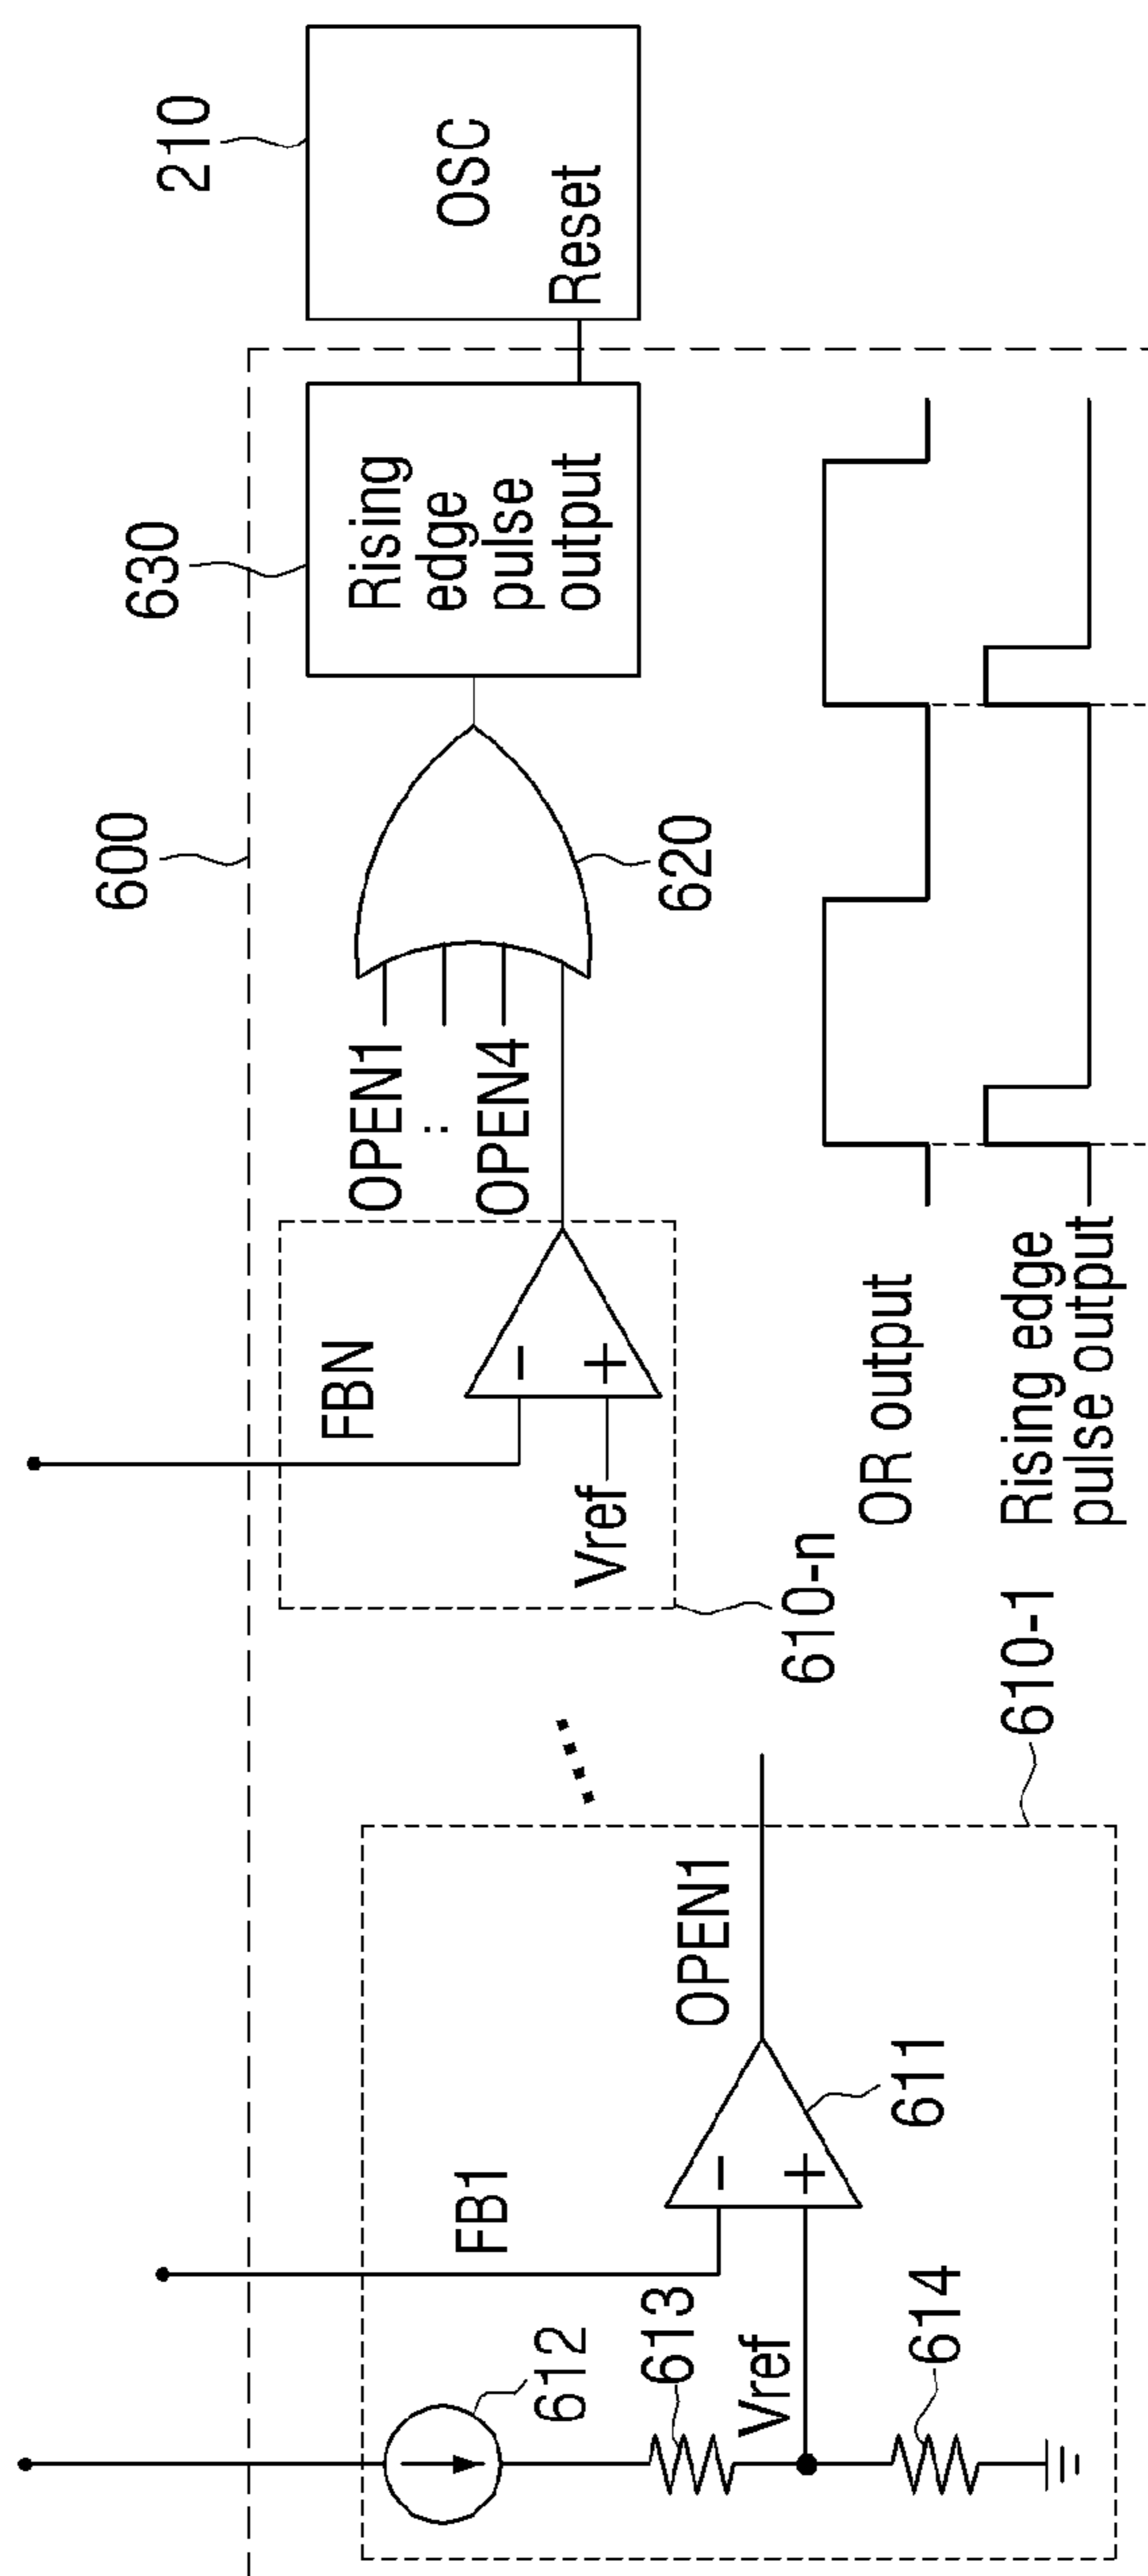 600
630
210
FBN
OPEN1
:
OPEN4
Rising
edge
pulse
output
OSC
Reset
Vref
620
610-n
FB1
612
613
OPEN1
Vref
611
614
610-1
OR output
Rising edge
pulse output